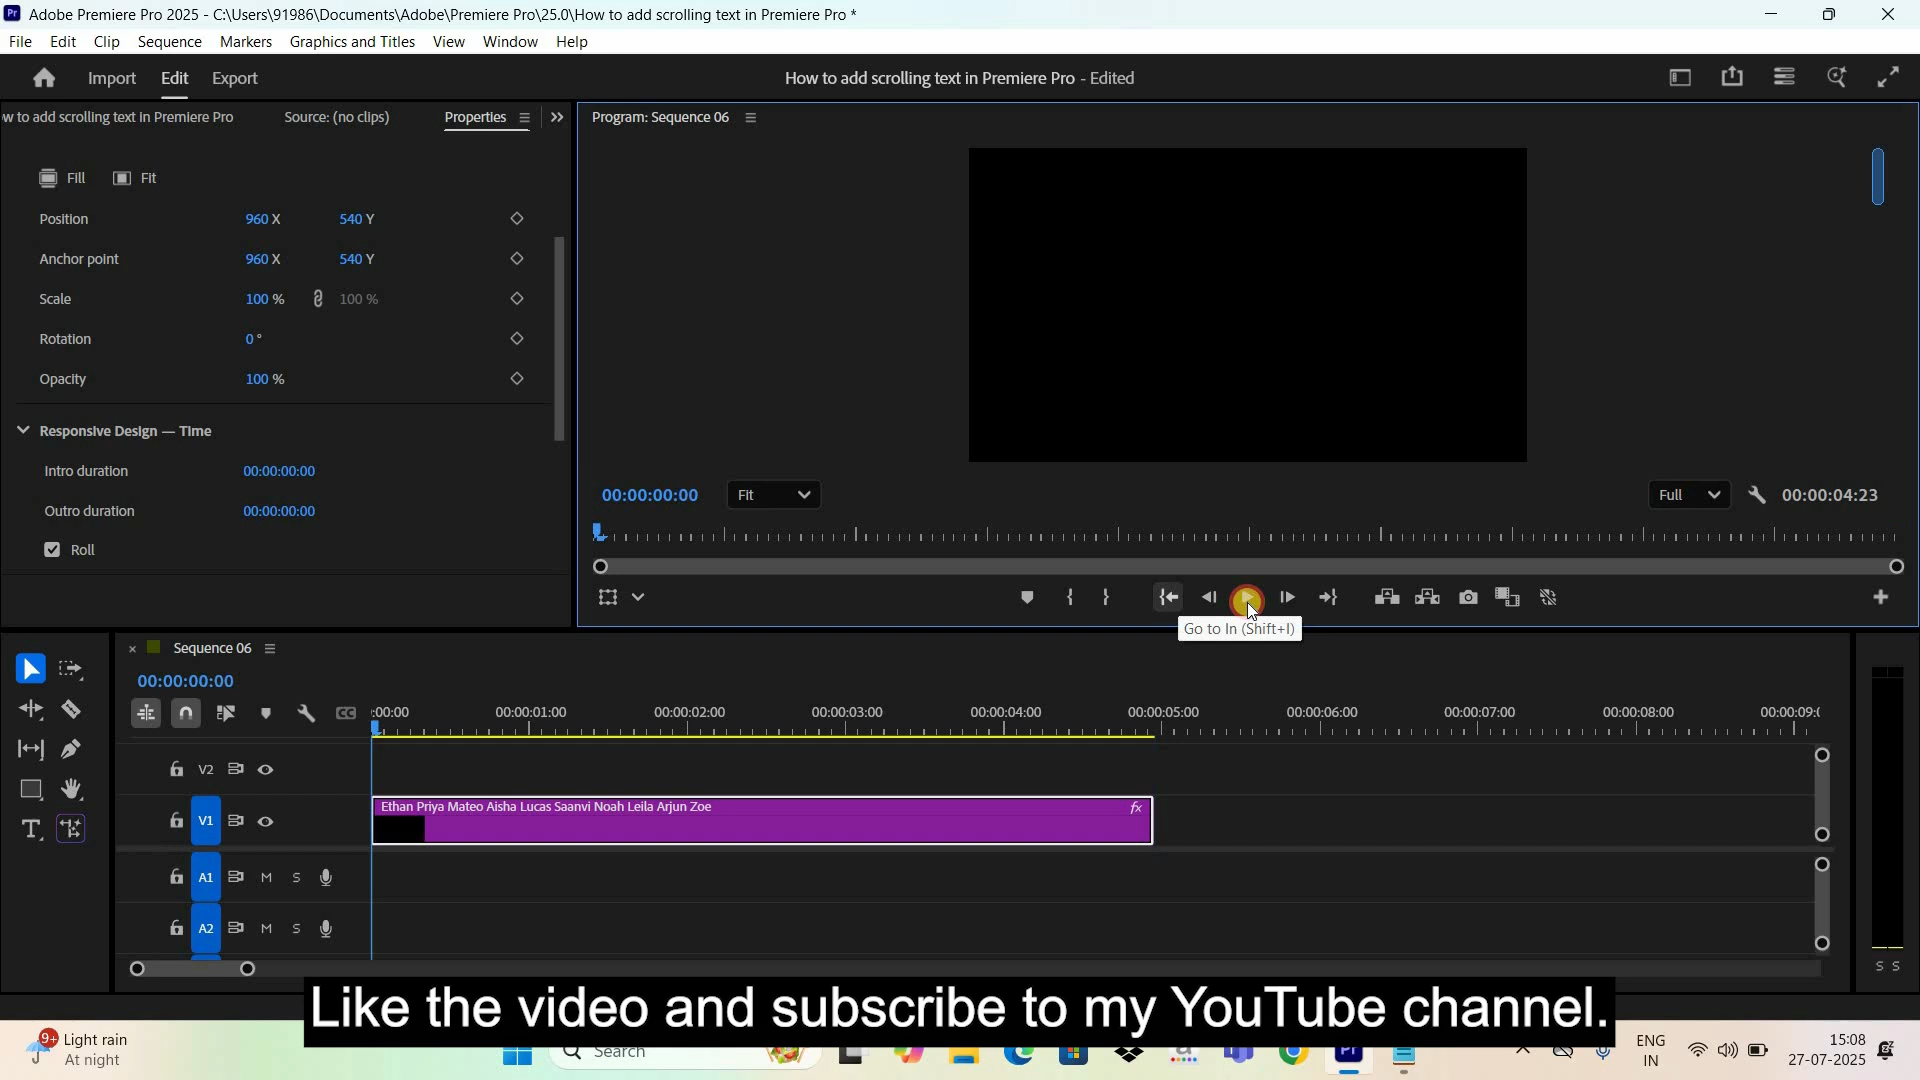 Adobe Premiere Pro 2025 - C:\Users\91986\Documents\Adobe\Premiere Pro\25.0\How to add scrolling text in Premiere Pro *
File Edit Clip Sequence Markers Graphics and Titles View Window Help
Import Edit Export How to add scrolling text in Premiere Pro - Edited
w to add scrolling text in Premiere Pro Source: (no clips) Properties
Program: Sequence 06
Fill Fit
Position 960 X 540 Y
Anchor point 960 X 540 Y
Scale 100 % 100 %
Rotation 0 °
Opacity 100 %
Responsive Design — Time
Intro duration 00:00:00:00
Outro duration 00:00:00:00
Roll
00:00:00:00 Fit Full 00:00:04:23
Go to In (Shift+I)
Sequence 06
00:00:00:00
:00:00 00:00:01:00 00:00:02:00 00:00:03:00 00:00:04:00 00:00:05:00 00:00:06:00 00:00:07:00 00:00:08:00 00:00:09:0
V2
V1 Ethan Priya Mateo Aisha Lucas Saanvi Noah Leila Arjun Zoe fx
A1 M S
A2 M S
S S
Like the video and subscribe to my YouTube channel.
9+ Light rain
At night
Search
ENG
IN
15:08
27-07-2025